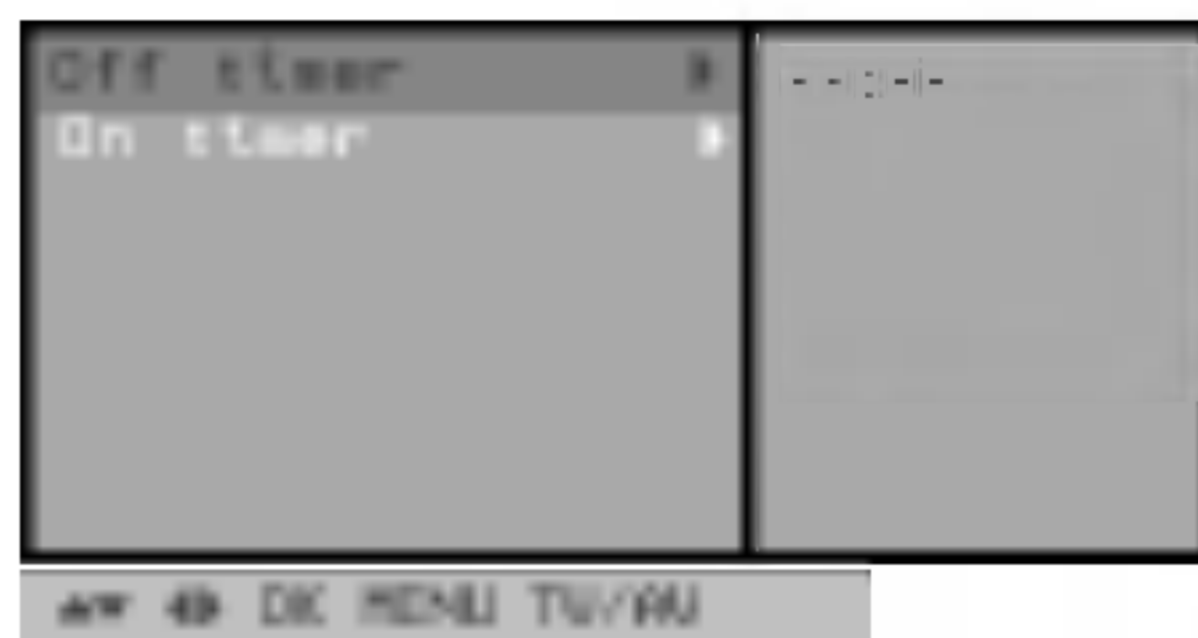 Off timer ▶ --:--
On timer ▶
▲▼ ◀▶ OK MENU TV/AV